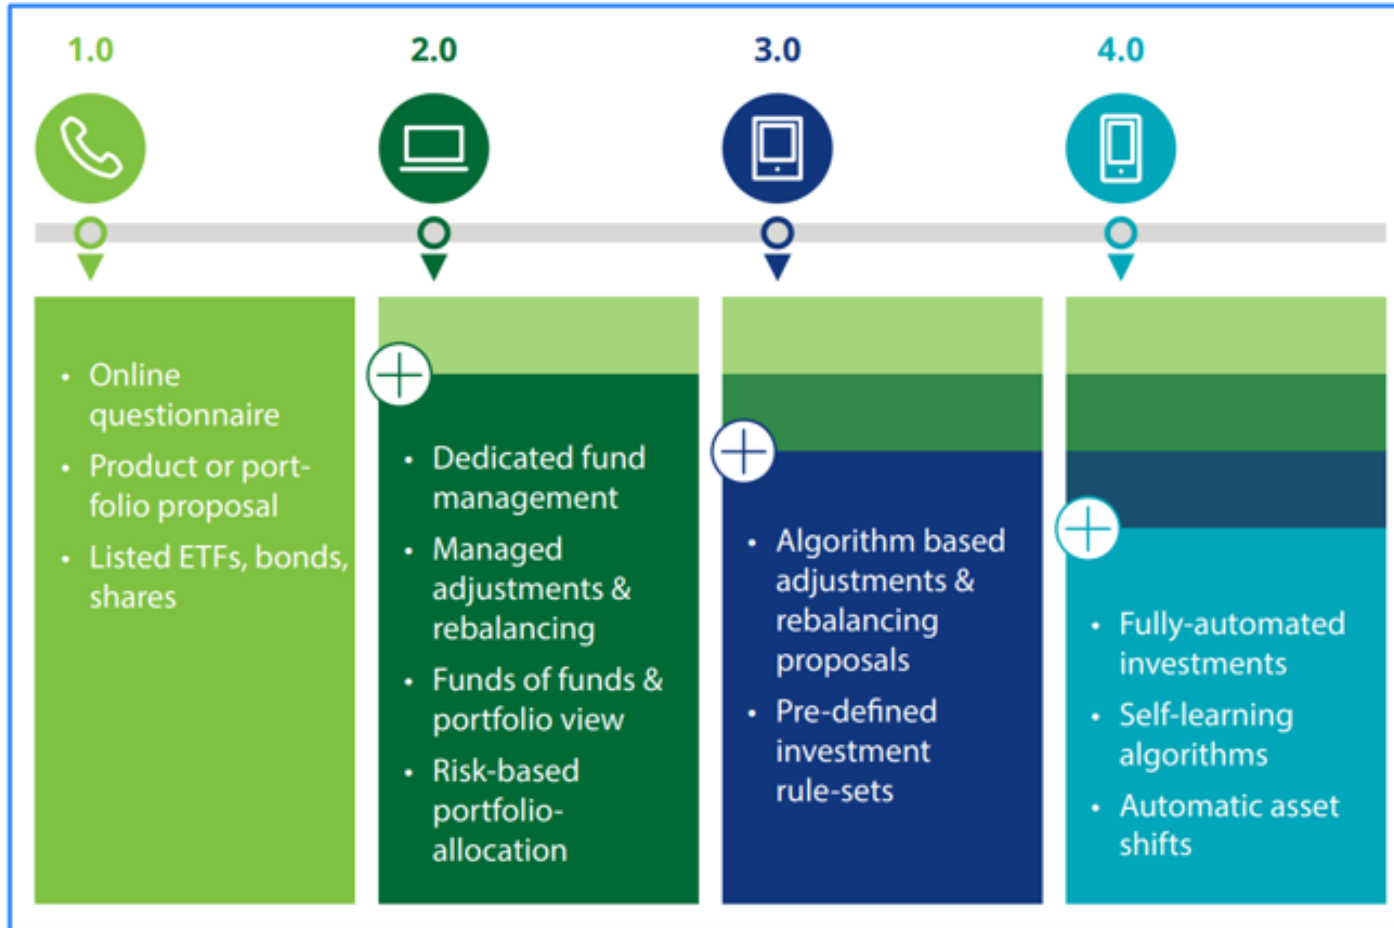 1.0
2.0
3.0
4.0
• Online
questionnaire
• Product or port-
folio proposal
• Listed ETFs, bonds,
shares
• Dedicated fund
management
• Managed
adjustments &
rebalancing
• Funds of funds &
portfolio view
• Risk-based
portfolio-
allocation
• Algorithm based
adjustments &
rebalancing
proposals
• Pre-defined
investment
rule-sets
• Fully-automated
investments
• Self-learning
algorithms
• Automatic asset
shifts